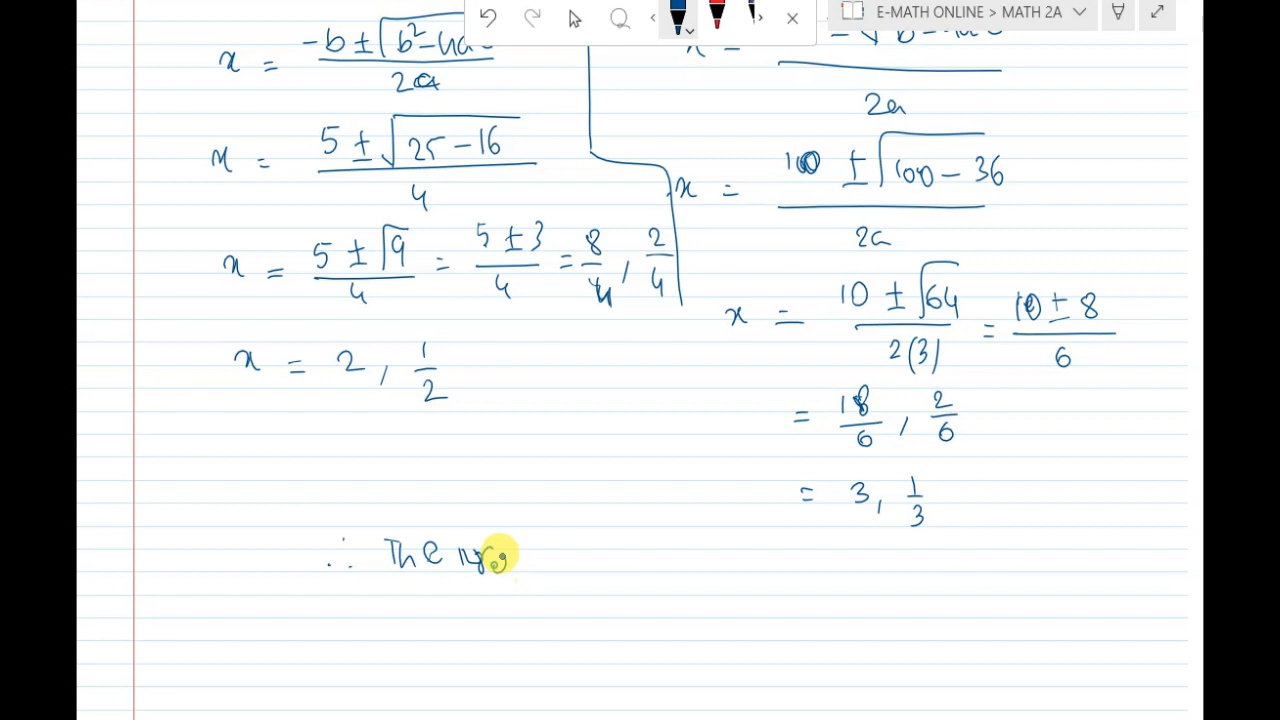 E-MATH ONLINE > MATH 2A
x = (-b ± √(b² - 4ac))/2a
x = (5 ± √(25 - 16))/4
x = (5 ± √9)/4 = (5 ± 3)/4 = 8/4, 2/4
x = 2, 1/2
2a
x = (10 ± √(100 - 36))/2a
x = (10 ± √64)/2(3) = (10 ± 8)/6
= 18/6, 2/6
= 3, 1/3
∴ The